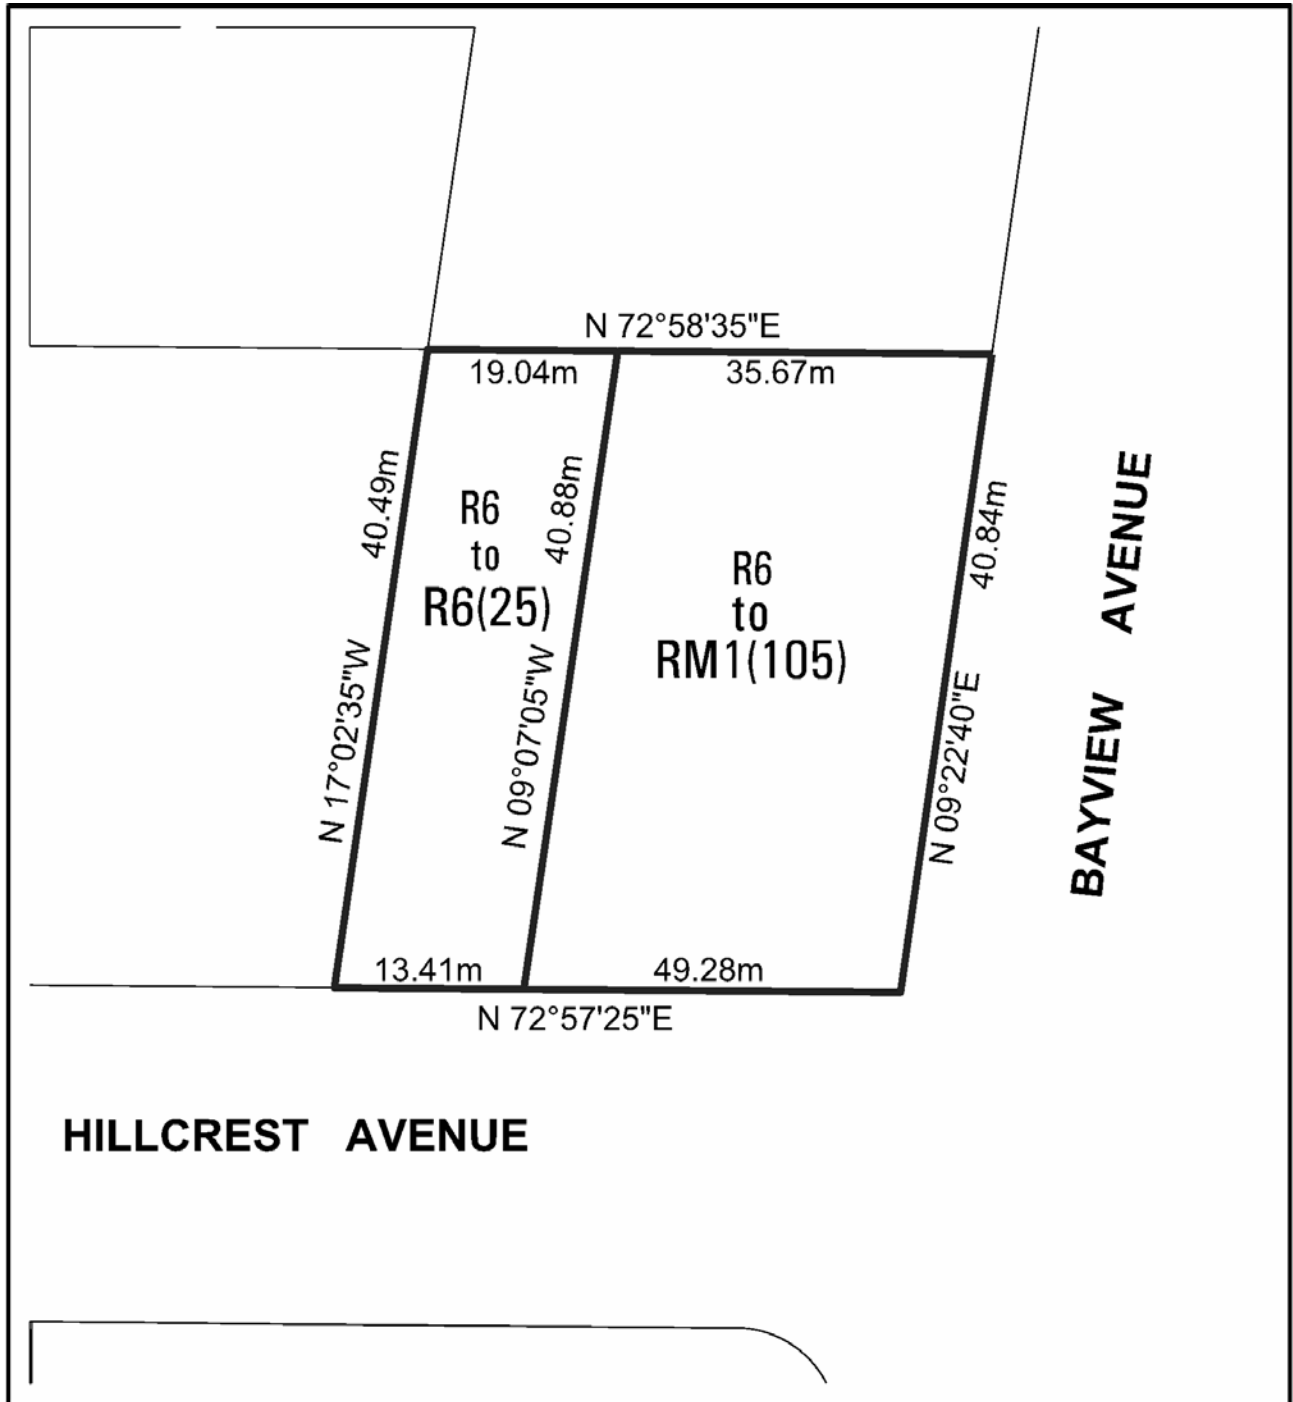 N 72°58'35"E
19.04m
35.67m
40.49m
N 17°02'35"W
R6
to
R6(25)
40.88m
N 09°07'05"W
R6
to
RM1(105)
40.84m
N 09°22'40"E
BAYVIEW AVENUE
13.41m
49.28m
N 72°57'25"E
HILLCREST AVENUE